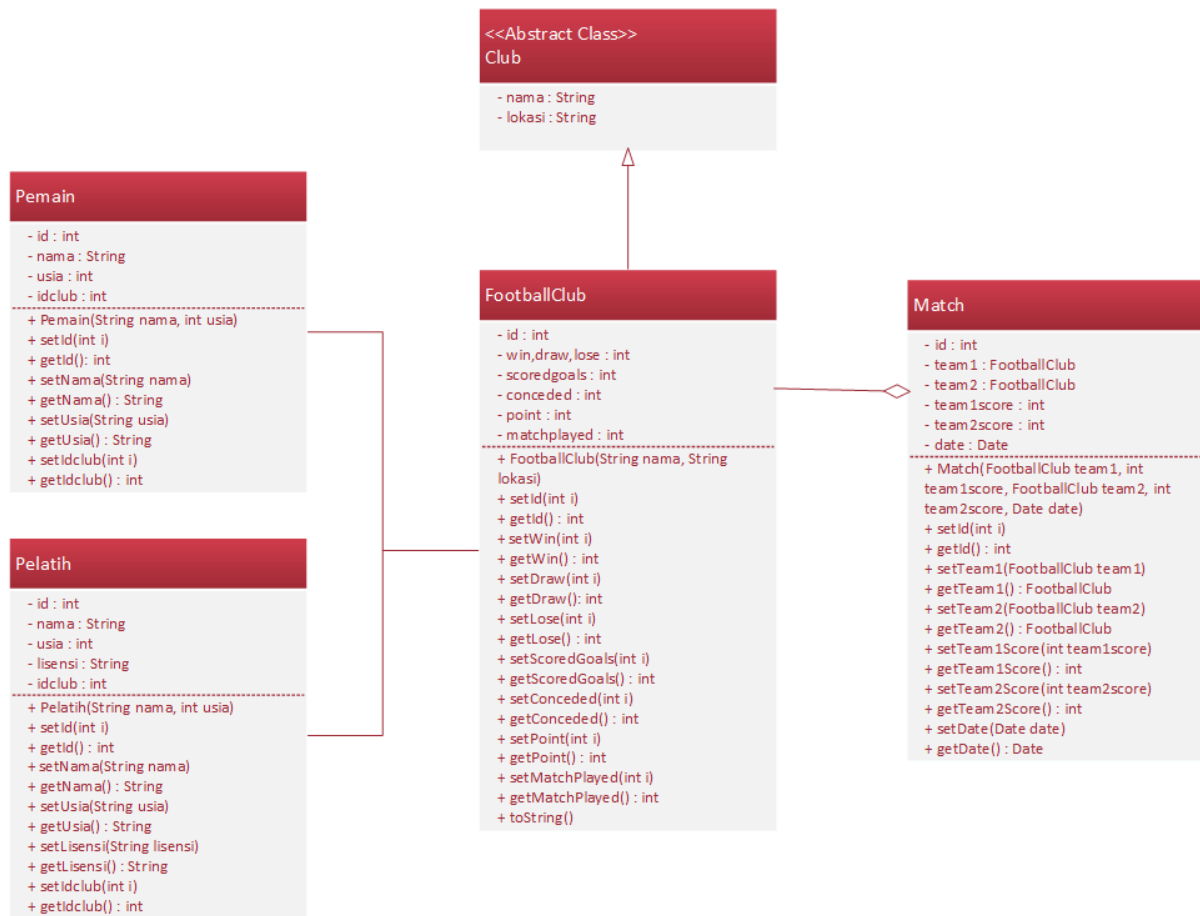 <<Abstract Class>>
Club
- nama : String
- lokasi : String
Pemain
- id : int
- nama : String
- usia : int
- idclub : int
+ Pemain(String nama, int usia)
+ setId(int i)
+ getId(): int
+ setNama(String nama)
+ getNama() : String
+ setUsia(String usia)
+ getUsia() : String
+ setIdclub(int i)
+ getIdclub() : int
Pelatih
- id : int
- nama : String
- usia : int
- lisensi : String
- idclub : int
+ Pelatih(String nama, int usia)
+ setId(int i)
+ getId() : int
+ setNama(String nama)
+ getNama() : String
+ setUsia(String usia)
+ getUsia() : String
+ setLisensi(String lisensi)
+ getLisensi() : String
+ setIdclub(int i)
+ getIdclub() : int
FootballClub
- id : int
- win,draw,lose : int
- scoredgoals : int
- conceded : int
- point : int
- matchplayed : int
+ FootballClub(String nama, String
lokasi)
+ setId(int i)
+ getId() : int
+ setWin(int i)
+ getWin() : int
+ setDraw(int i)
+ getDraw(): int
+ setLose(int i)
+ getLose() : int
+ setScoredGoals(int i)
+ getScoredGoals() : int
+ setConceded(int i)
+ getConceded() : int
+ setPoint(int i)
+ getPoint() : int
+ setMatchPlayed(int i)
+ getMatchPlayed() : int
+ toString()
Match
- id : int
- team1 : FootballClub
- team2 : FootballClub
- team1score : int
- team2score : int
- date : Date
+ Match(FootballClub team1, int
team1score, FootballClub team2, int
team2score, Date date)
+ setId(int i)
+ getId() : int
+ setTeam1(FootballClub team1)
+ getTeam1() : FootballClub
+ setTeam2(FootballClub team2)
+ getTeam2() : FootballClub
+ setTeam1Score(int team1score)
+ getTeam1Score() : int
+ setTeam2Score(int team2score)
+ getTeam2Score() : int
+ setDate(Date date)
+ getDate() : Date